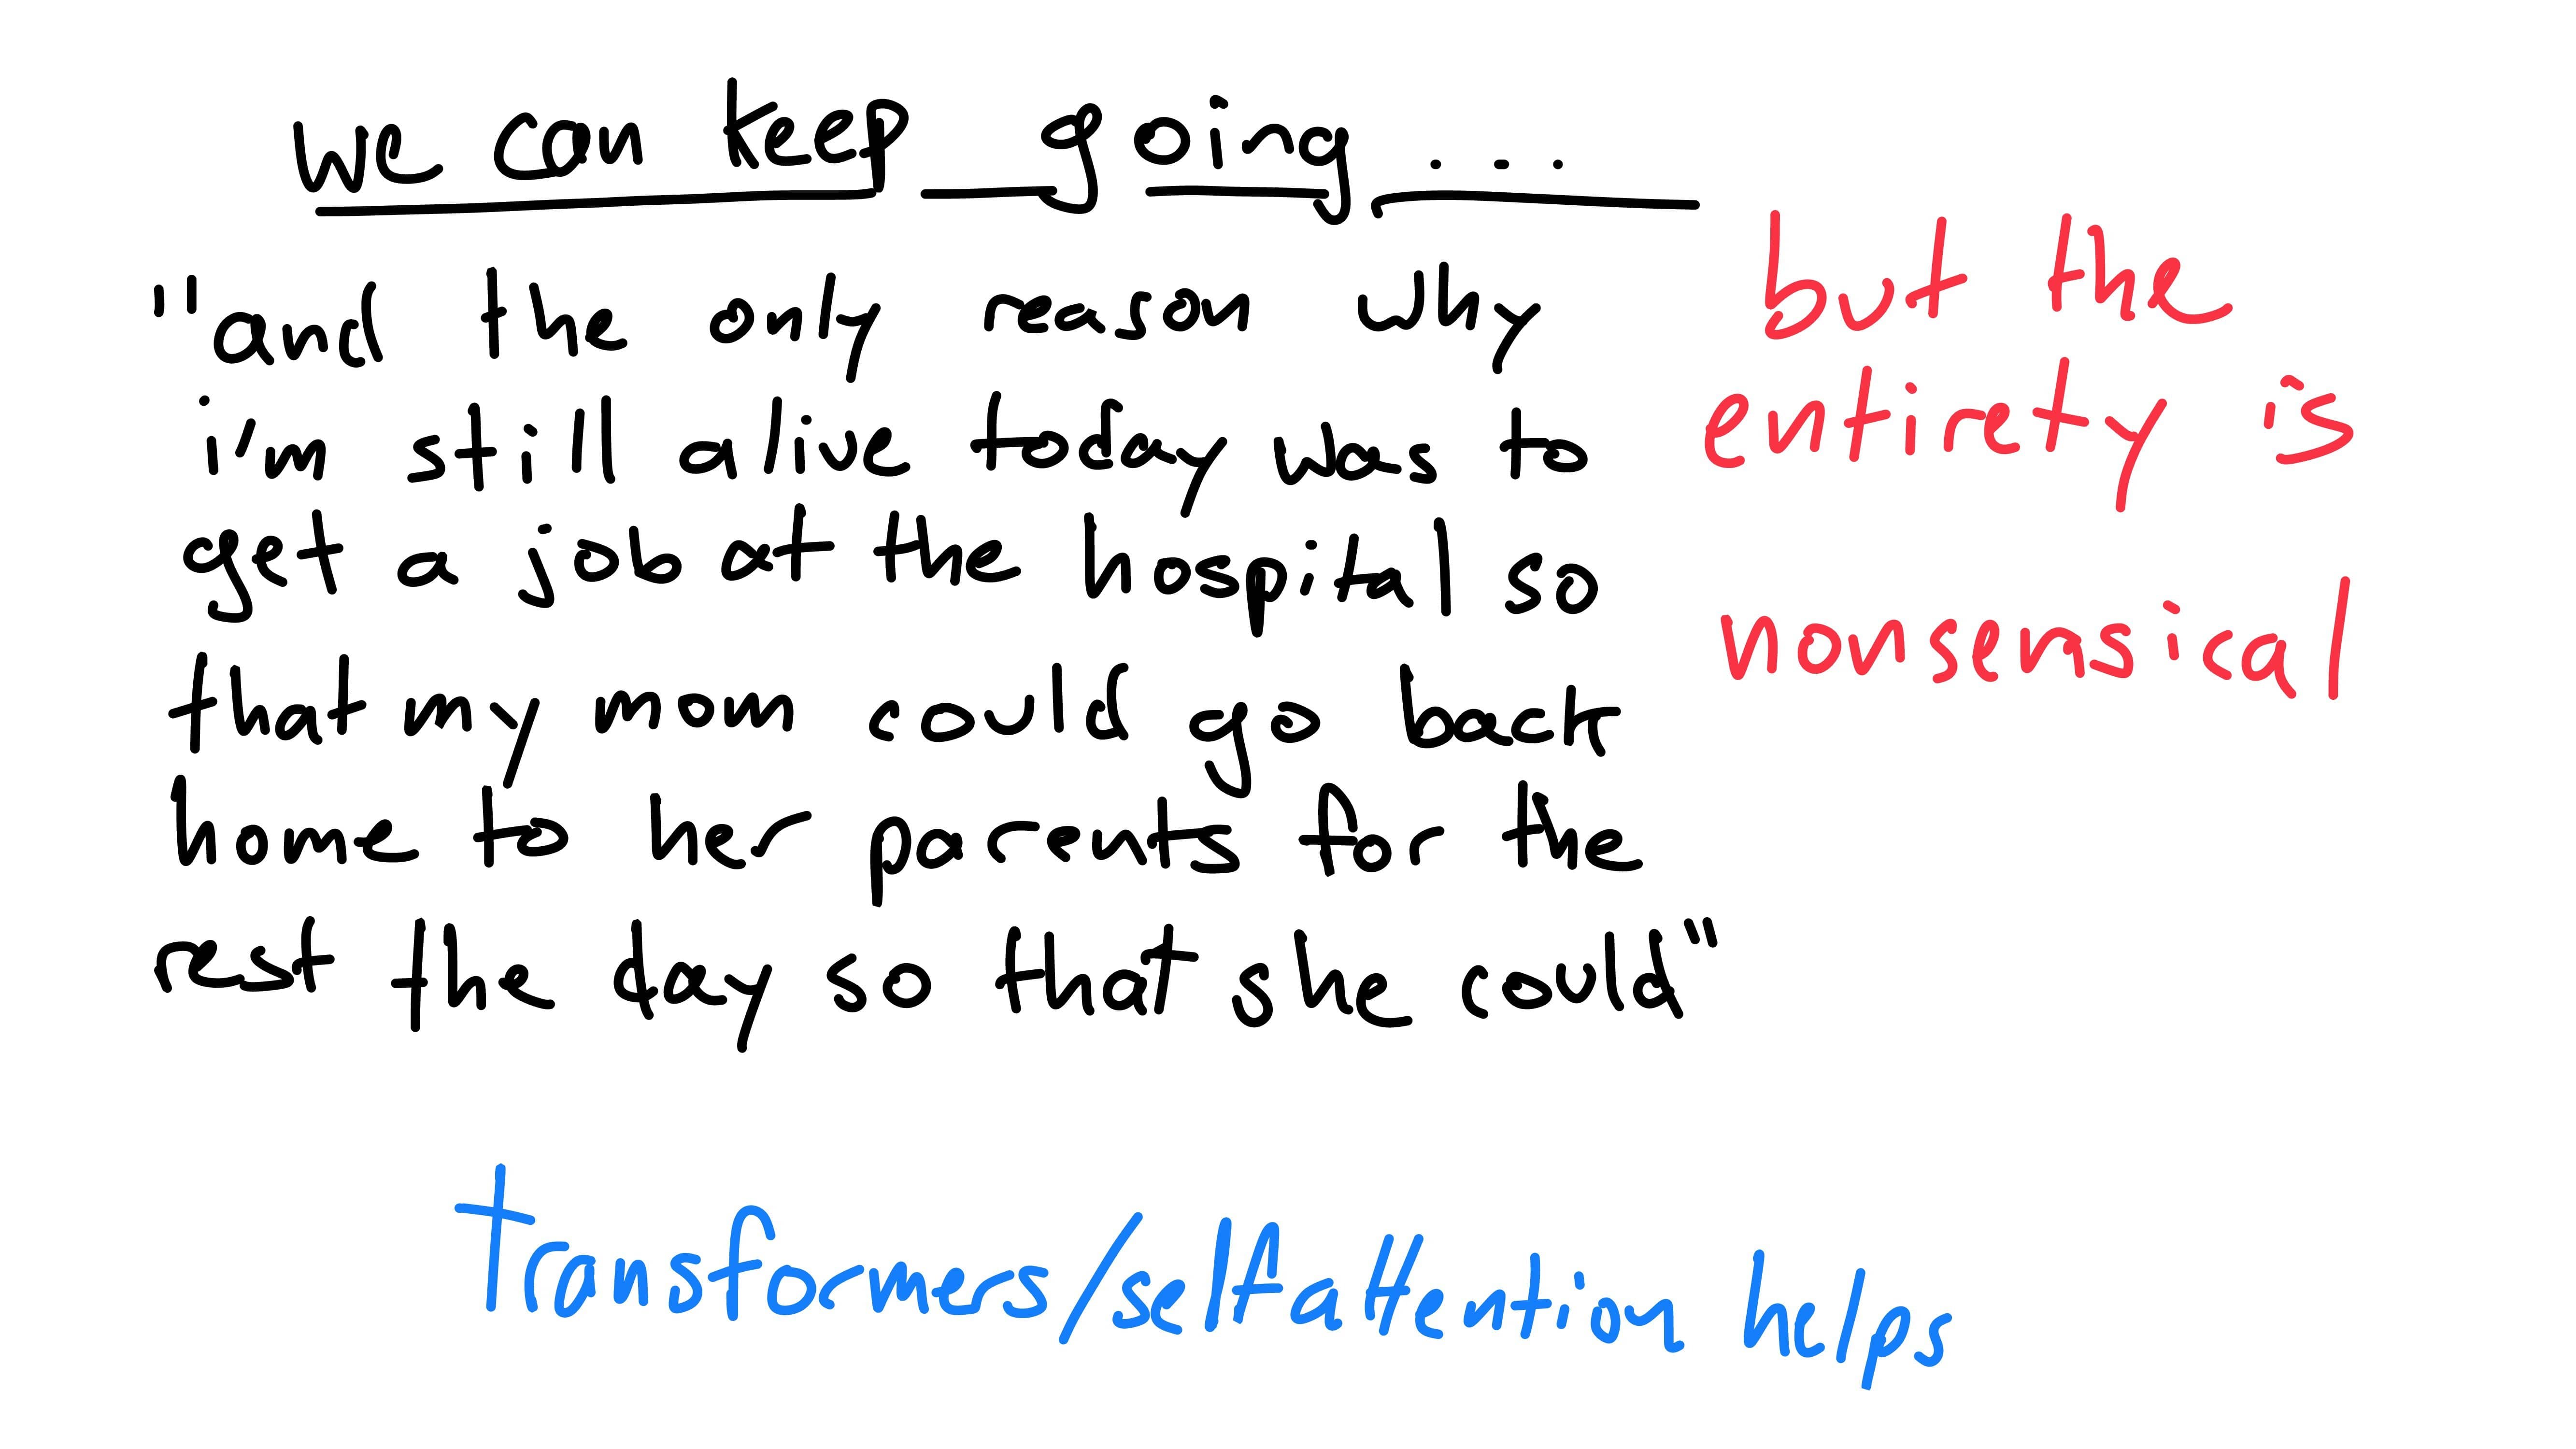 we can keep going...
"and the only reason why
i'm still alive today was to
get a job at the hospital so
that my mom could go back
home to her parents for the
rest the day so that she could"
but the
entirety is
nonsensical
Transformers/selfattention helps